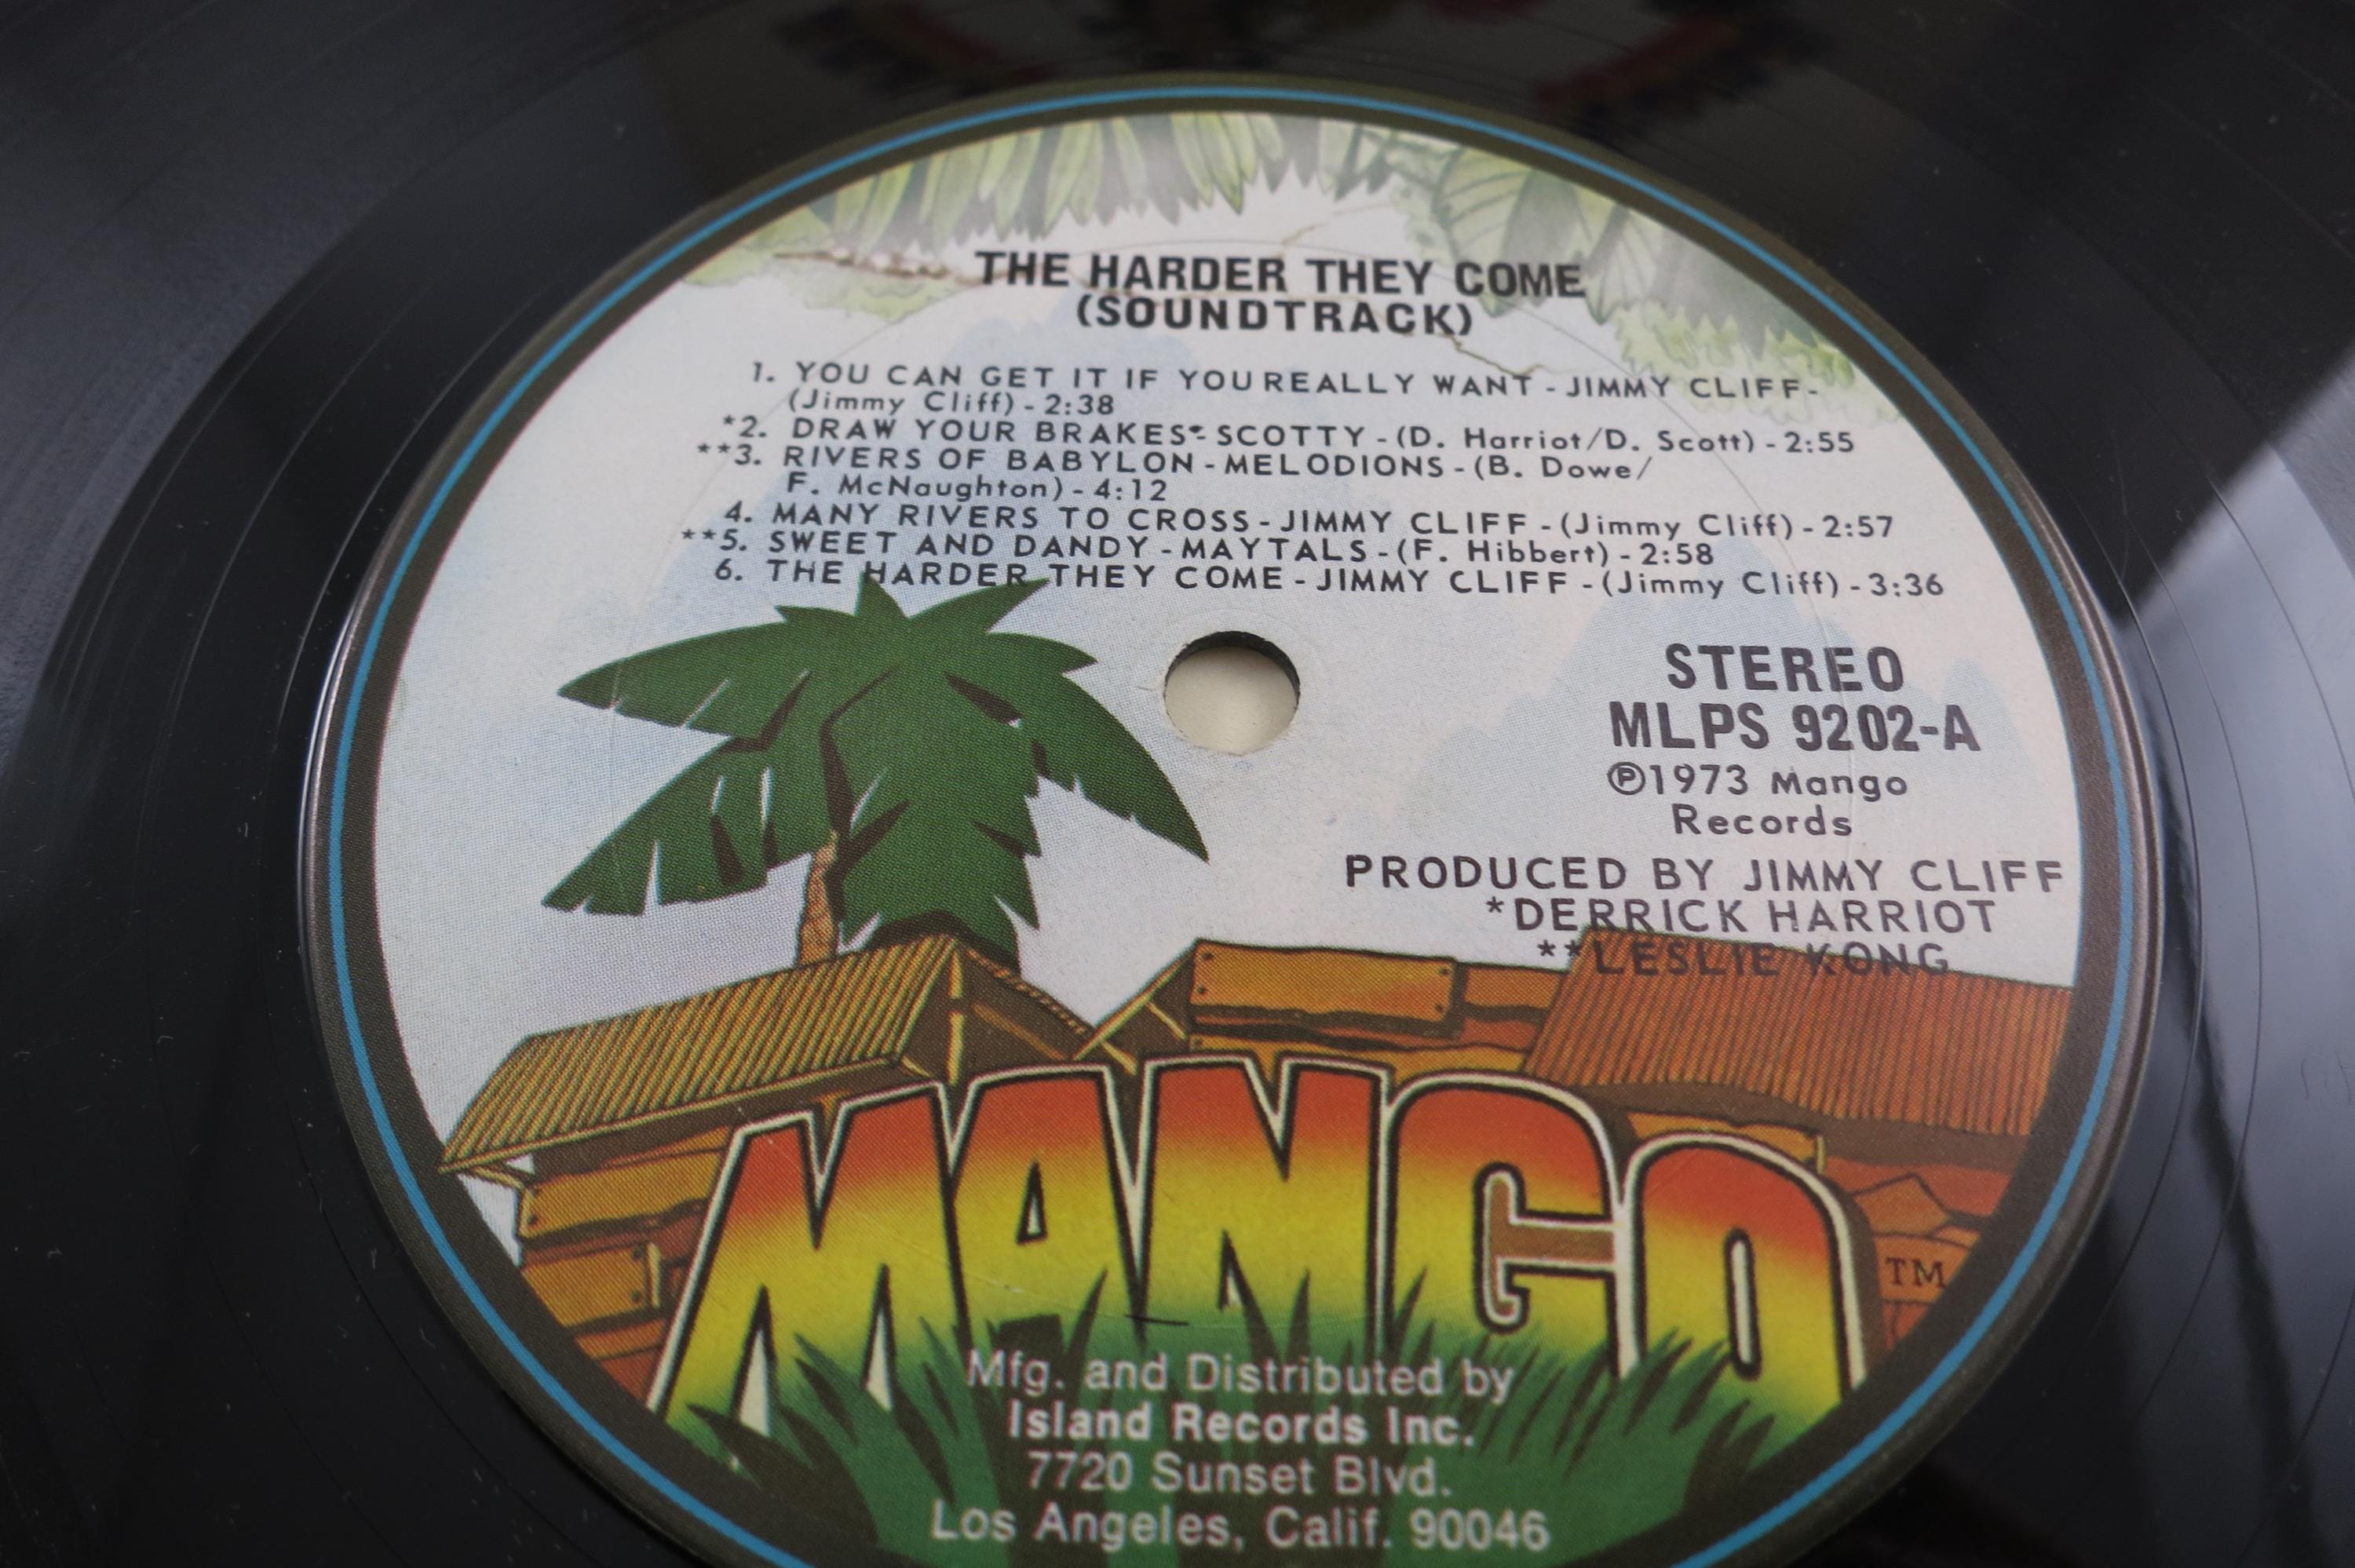 THE HARDER THEY COME
(SOUNDTRACK)
1. YOU CAN GET IT IF YOU REALLY WANT - JIMMY CLIFF -
(Jimmy Cliff) - 2:38
*2. DRAW YOUR BRAKES*- SCOTTY - (D. Harriot/D. Scott) - 2:55
**3. RIVERS OF BABYLON - MELODIONS - (B. Dowe/
F. McNaughton) - 4:12
4. MANY RIVERS TO CROSS - JIMMY CLIFF - (Jimmy Cliff) - 2:57
**5. SWEET AND DANDY - MAYTALS - (F. Hibbert) - 2:58
6. THE HARDER THEY COME - JIMMY CLIFF - (Jimmy Cliff) - 3:36
STEREO
MLPS 9202-A
Ⓟ1973 Mango
Records
PRODUCED BY JIMMY CLIFF
*DERRICK HARRIOT
**LESLIE KONG
MANGO
TM
Mfg. and Distributed by
Island Records Inc.
7720 Sunset Blvd.
Los Angeles, Calif. 90046